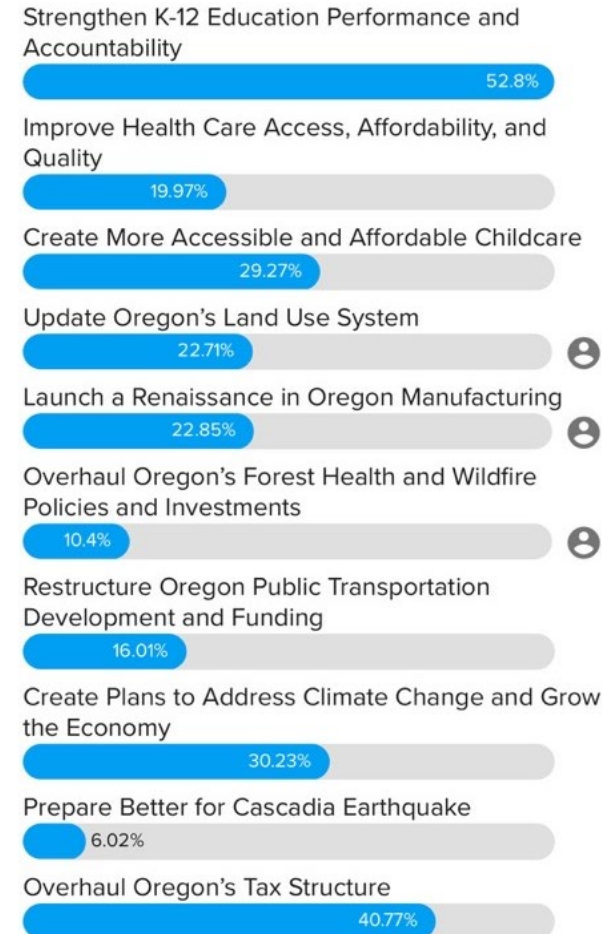 Strengthen K-12 Education Performance and
Accountability
52.8%
Improve Health Care Access, Affordability, and
Quality
19.97%
Create More Accessible and Affordable Childcare
29.27%
Update Oregon’s Land Use System
22.71%
Launch a Renaissance in Oregon Manufacturing
22.85%
Overhaul Oregon’s Forest Health and Wildfire
Policies and Investments
10.4%
Restructure Oregon Public Transportation
Development and Funding
16.01%
Create Plans to Address Climate Change and Grow
the Economy
30.23%
Prepare Better for Cascadia Earthquake
6.02%
Overhaul Oregon’s Tax Structure
40.77%